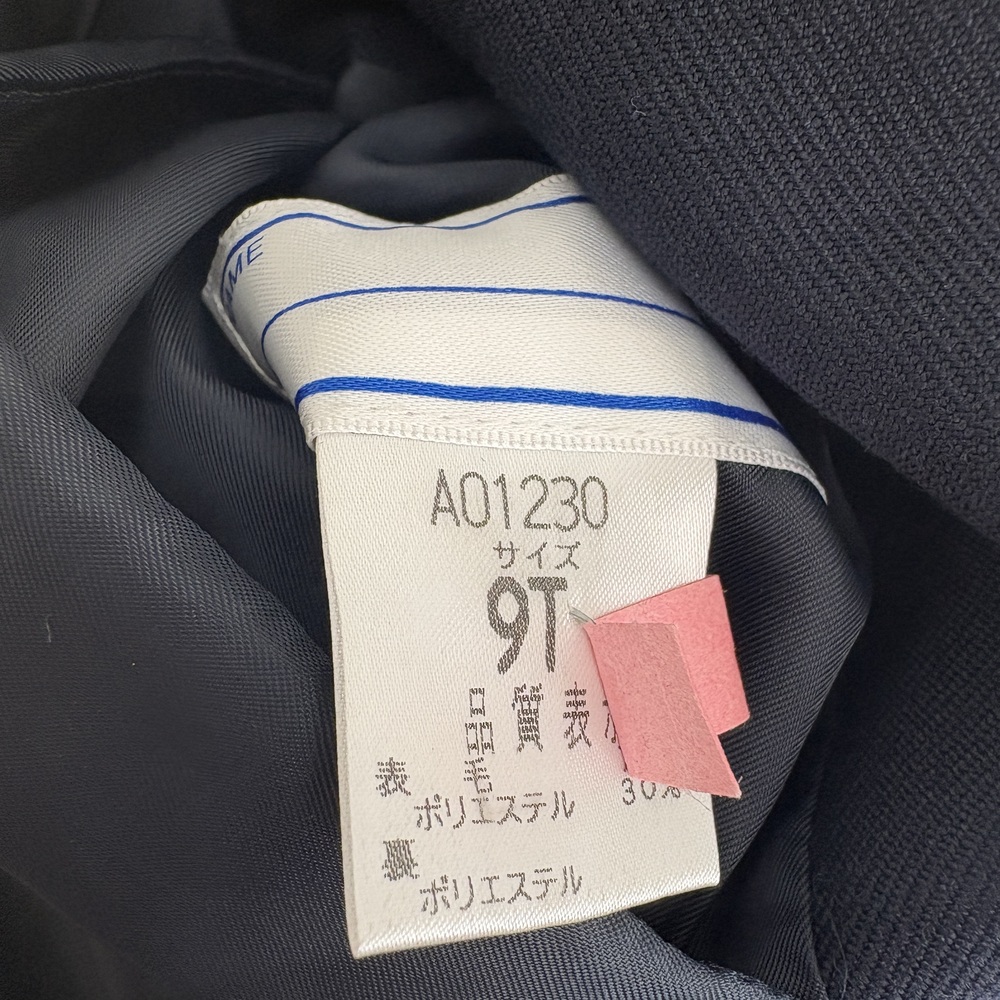 AME
A01230
サイズ
9T
品質表
表 毛
ポリエステル 30%
裏
ポリエステル